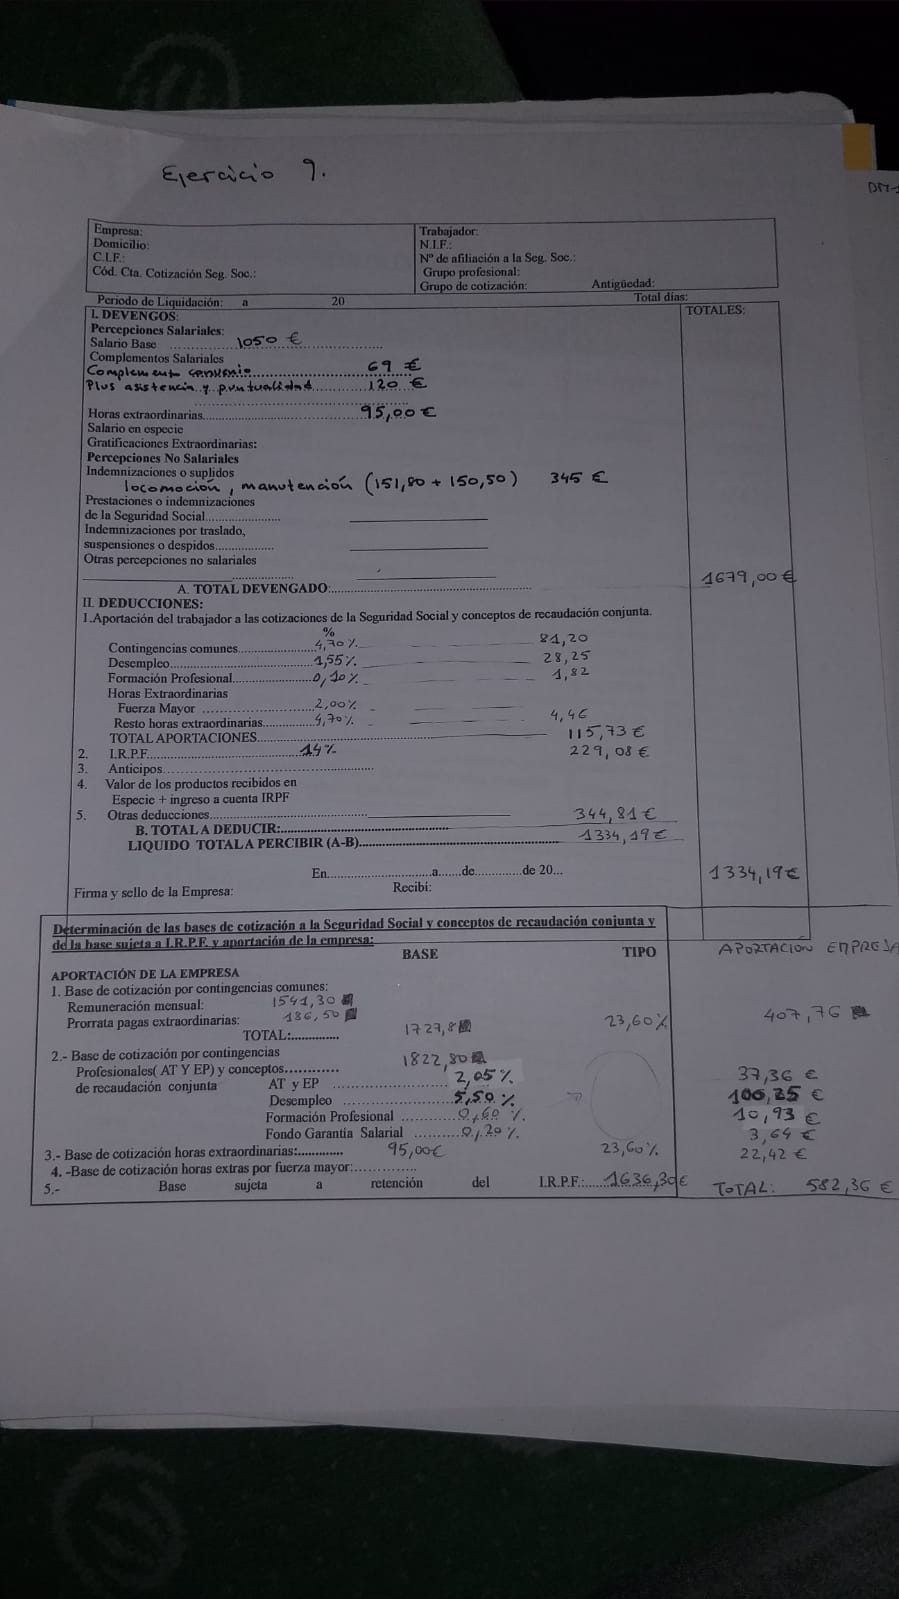 Ejercicio 9.
DM-1
Empresa:
Domicilio:
C.I.F.:
Cód. Cta. Cotización Seg. Soc.:
Trabajador:
N.I.F.:
Nº de afiliación a la Seg. Soc.:
Grupo profesional:
Grupo de cotización: Antigüedad:
Periodo de Liquidación: a 20 Total días:
I. DEVENGOS: TOTALES:
Percepciones Salariales:
Salario Base ..... 1050 €
Complementos Salariales
Complemento convenio..... 69 €
Plus asistencia y puntualidad..... 120 €
Horas extraordinarias..... 95,00 €
Salario en especie
Gratificaciones Extraordinarias:
Percepciones No Salariales
Indemnizaciones o suplidos
locomoción, manutención (151,80 + 150,50) 345 €
Prestaciones o indemnizaciones
de la Seguridad Social.....
Indemnizaciones por traslado,
suspensiones o despidos.....
Otras percepciones no salariales
A. TOTAL DEVENGADO:..... 1679,00 €
II. DEDUCCIONES:
1.Aportación del trabajador a las cotizaciones de la Seguridad Social y conceptos de recaudación conjunta.
%
Contingencias comunes..... 4,70 % 81,20
Desempleo..... 1,55 % 28,25
Formación Profesional..... 0,10 % 1,82
Horas Extraordinarias
Fuerza Mayor ..... 2,00 %
Resto horas extraordinarias..... 4,70 % 4,46
TOTAL APORTACIONES..... 115,73 €
2. I.R.P.F..... 14 % 229,08 €
3. Anticipos.....
4. Valor de los productos recibidos en
Especie + ingreso a cuenta IRPF
5. Otras deducciones.....
B. TOTAL A DEDUCIR:..... 344,81 €
LIQUIDO TOTAL A PERCIBIR (A-B)..... 1334,19 €
En.....a.....de.....de 20... 1334,19 €
Firma y sello de la Empresa: Recibí:
Determinación de las bases de cotización a la Seguridad Social y conceptos de recaudación conjunta y
de la base sujeta a I.R.P.F. y aportación de la empresa:
BASE TIPO APORTACIÓN EMPRESA
APORTACIÓN DE LA EMPRESA
1. Base de cotización por contingencias comunes:
Remuneración mensual: 1541,30
Prorrata pagas extraordinarias: 186,50
TOTAL:..... 1727,8 23,60 % 407,76
2.- Base de cotización por contingencias
Profesionales( AT Y EP) y conceptos..... 1822,80
de recaudación conjunta AT y EP ..... 2,05 % 37,36 €
Desempleo ..... 5,50 % 100,25 €
Formación Profesional ..... 0,60 % 10,93 €
Fondo Garantía Salarial ..... 0,20 % 3,64 €
3.- Base de cotización horas extraordinarias:..... 95,00 € 23,60 % 22,42 €
4. -Base de cotización horas extras por fuerza mayor:.....
5.- Base sujeta a retención del I.R.P.F.:..... 1636,30 € TOTAL: 582,36 €